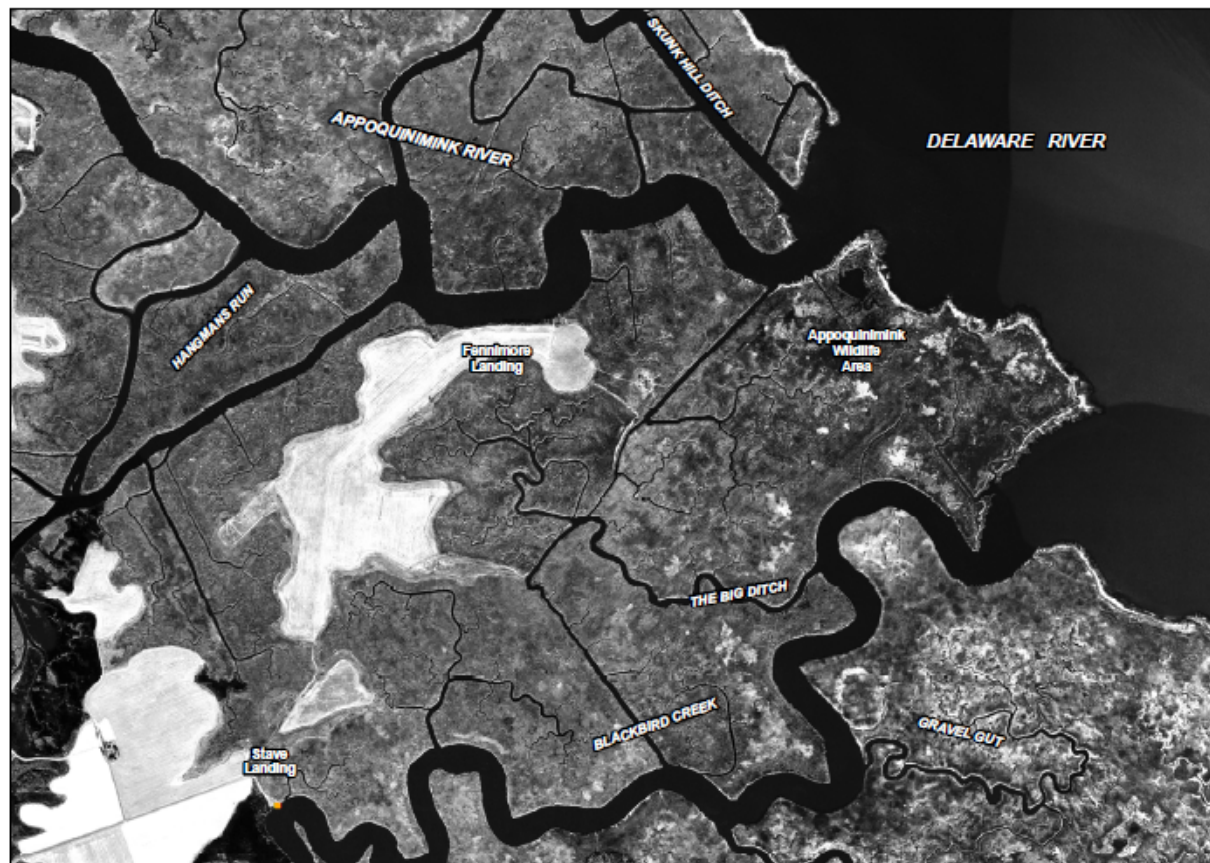 SKUNK HILL DITCH
APPOQUINIMINK RIVER
DELAWARE RIVER
HANGMANS RUN
Fennimore
Landing
Appoquinimink
Wildlife
Area
THE BIG DITCH
BLACKBIRD CREEK
GRAVEL GUT
Stave
Landing